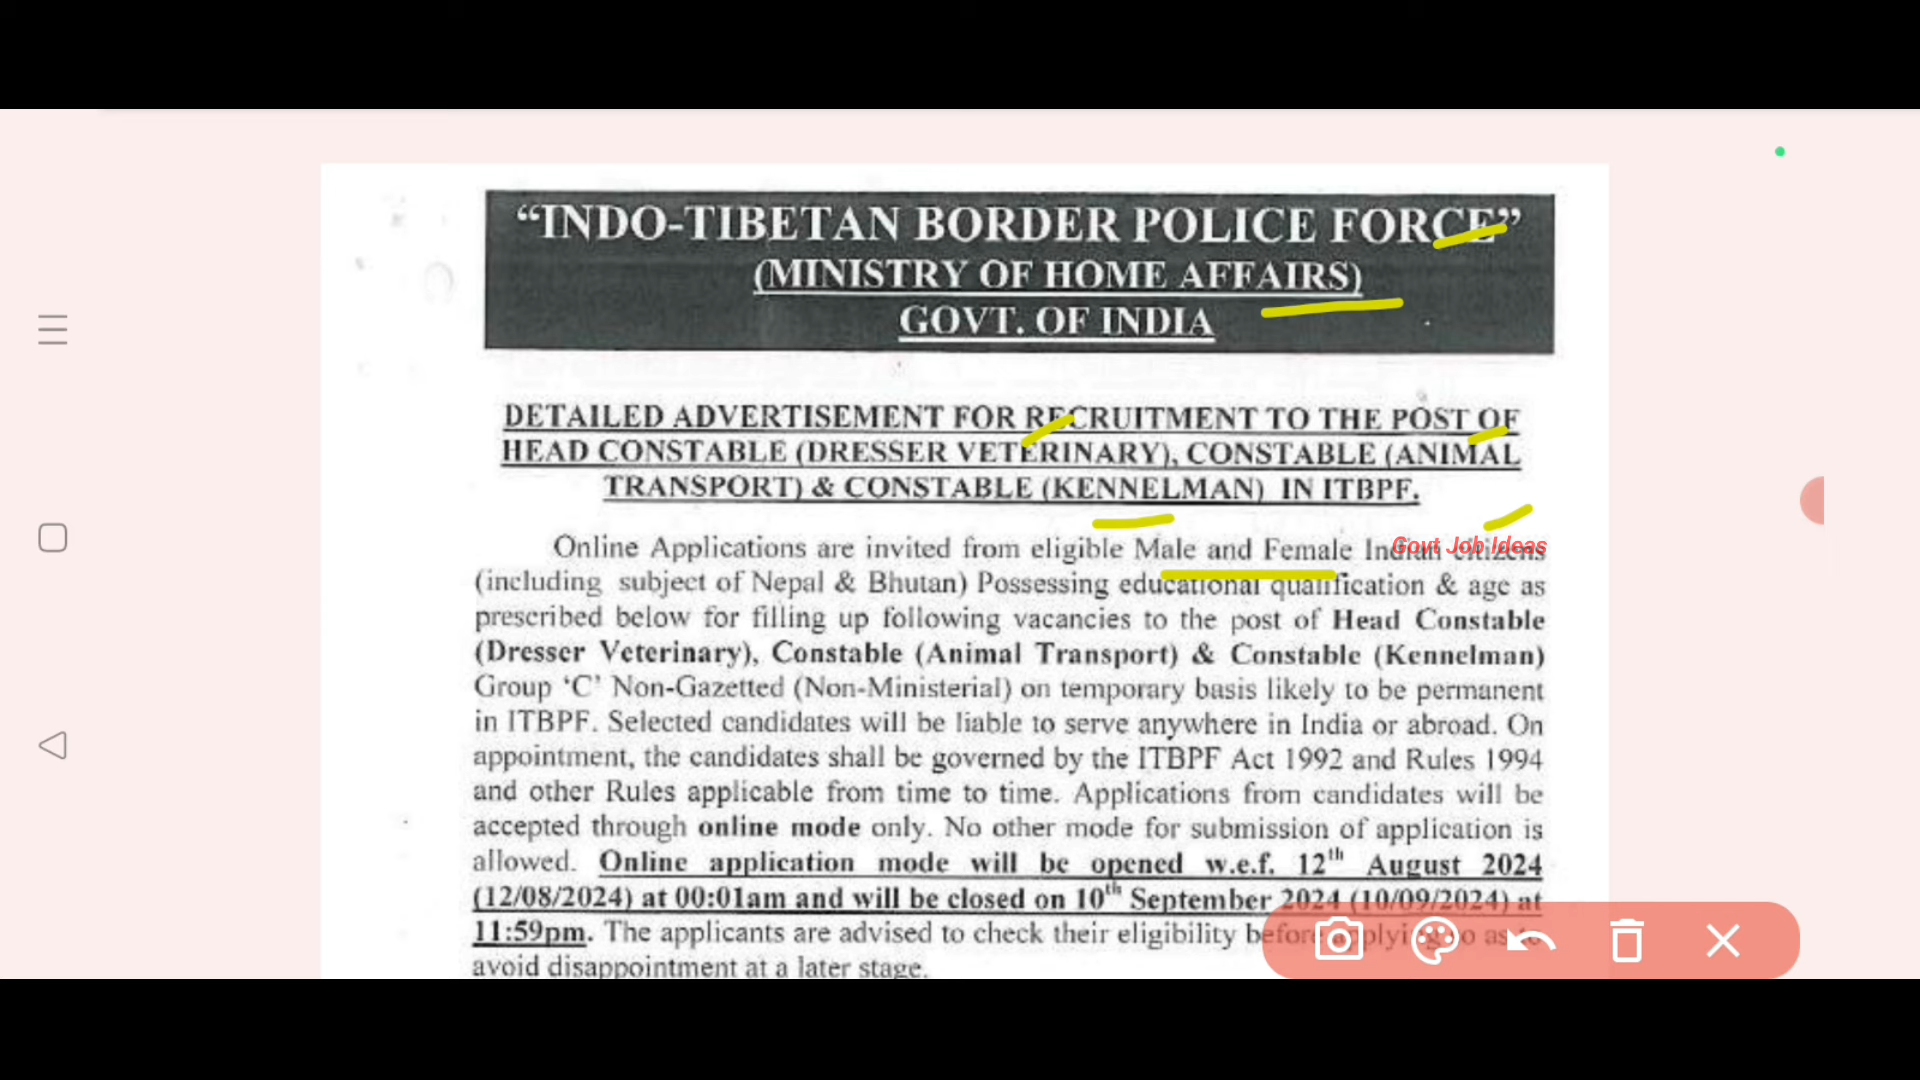 “INDO-TIBETAN BORDER POLICE FORCE”
(MINISTRY OF HOME AFFAIRS)
GOVT. OF INDIA
DETAILED ADVERTISEMENT FOR RECRUITMENT TO THE POST OF
HEAD CONSTABLE (DRESSER VETERINARY), CONSTABLE (ANIMAL
TRANSPORT) & CONSTABLE (KENNELMAN) IN ITBPF.
Online Applications are invited from eligible Male and Female Indian citizens
Govt Job Ideas
(including subject of Nepal & Bhutan) Possessing educational qualification & age as
prescribed below for filling up following vacancies to the post of Head Constable
(Dresser Veterinary), Constable (Animal Transport) & Constable (Kennelman)
Group ‘C’ Non-Gazetted (Non-Ministerial) on temporary basis likely to be permanent
in ITBPF. Selected candidates will be liable to serve anywhere in India or abroad. On
appointment, the candidates shall be governed by the ITBPF Act 1992 and Rules 1994
and other Rules applicable from time to time. Applications from candidates will be
accepted through online mode only. No other mode for submission of application is
allowed. Online application mode will be opened w.e.f. 12th August 2024
(12/08/2024) at 00:01am and will be closed on 10th September 2024 (10/09/2024) at
11:59pm. The applicants are advised to check their eligibility before applying so as to
avoid disappointment at a later stage.